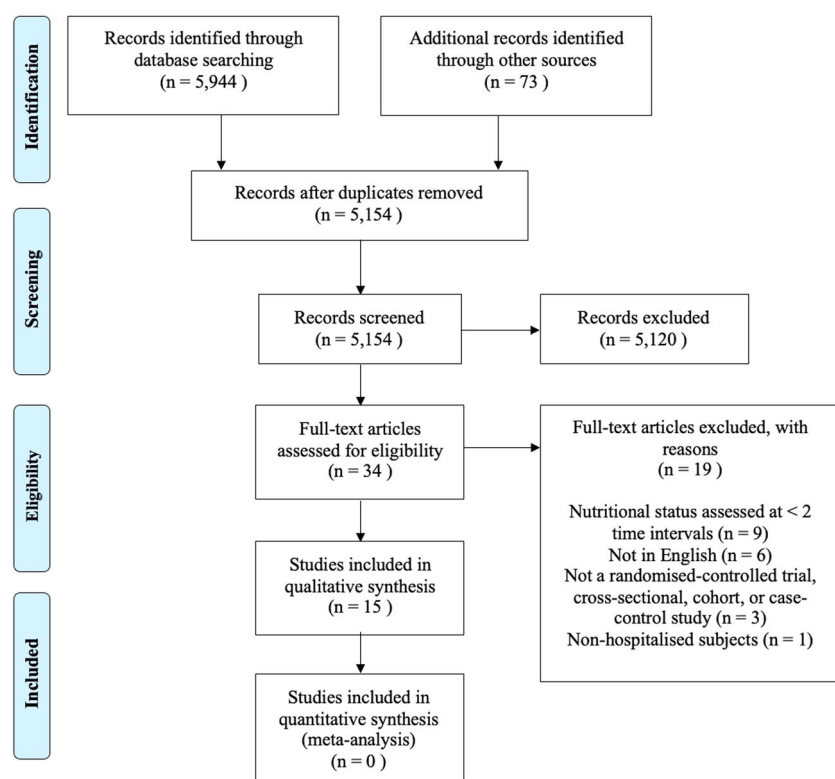 Identification
Records identified through
database searching
(n = 5,944 )
Additional records identified
through other sources
(n = 73 )
Records after duplicates removed
(n = 5,154 )
Screening
Records screened
(n = 5,154 )
Records excluded
(n = 5,120 )
Eligibility
Full-text articles
assessed for eligibility
(n = 34 )
Full-text articles excluded, with
reasons
(n = 19 )
Nutritional status assessed at < 2
time intervals (n = 9)
Not in English (n = 6)
Not a randomised-controlled trial,
cross-sectional, cohort, or case-
control study (n = 3)
Non-hospitalised subjects (n = 1)
Studies included in
qualitative synthesis
(n = 15 )
Included
Studies included in
quantitative synthesis
(meta-analysis)
(n = 0 )